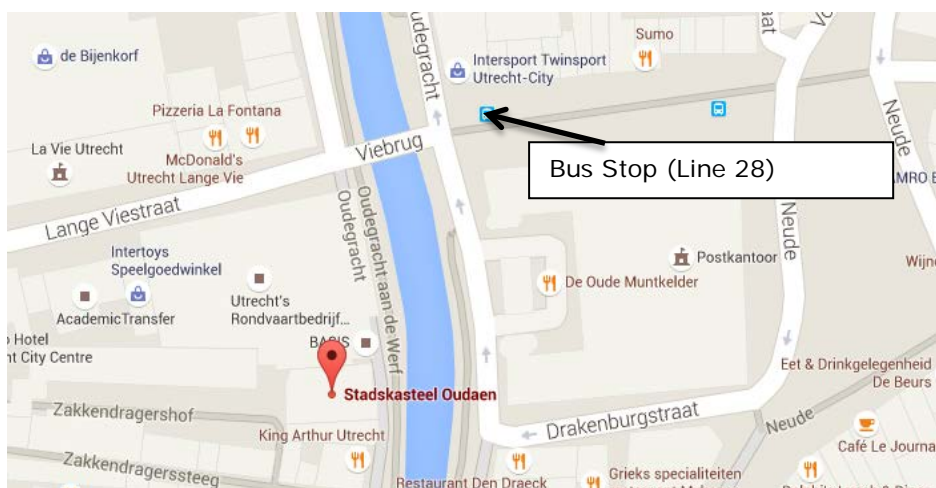 de Bijenkorf
Oudegracht
Intersport Twinsport
Utrecht-City
Sumo
Pizzeria La Fontana
La Vie Utrecht
McDonald's
Utrecht Lange Vie
Viebrug
Bus Stop (Line 28)
Neude
Lange Viestraat
Oudegracht
Oudegracht aan de Werf
Neude
Intertoys
Speelgoedwinkel
Postkantoor
De Oude Muntkelder
AcademicTransfer
Utrecht's
Rondvaartbedrijf...
Hotel
City Centre
Stadskasteel Oudaen
Eet & Drinkgelegenheid
De Beurs
Zakkendragershof
King Arthur Utrecht
Drakenburgstraat
Neude
Café Le Journa
Zakkendragerssteeg
Restaurant Den Draeck
Grieks specialiteiten